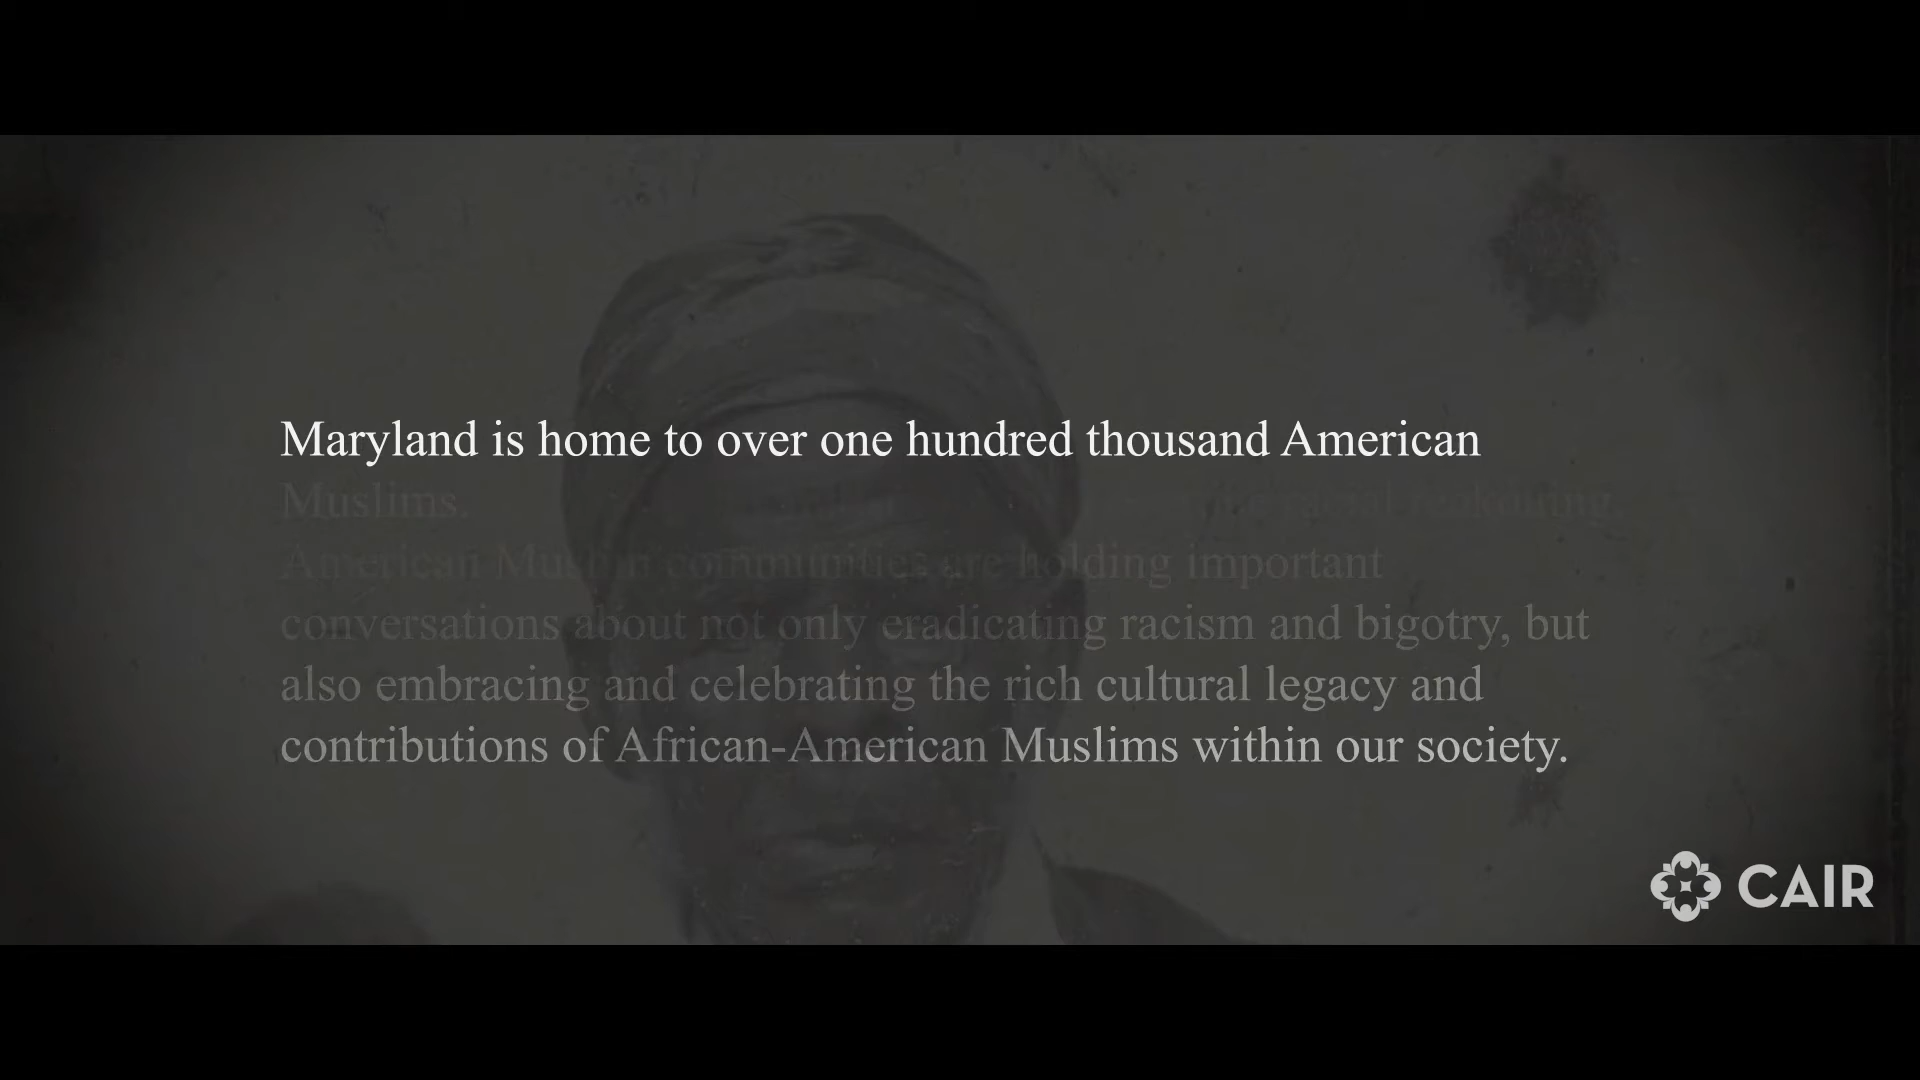 Maryland is home to over one hundred thousand American
Muslims. racial reckoning
American Muslim communities are holding important
conversations about not only eradicating racism and bigotry, but
also embracing and celebrating the rich cultural legacy and
contributions of African-American Muslims within our society.
CAIR